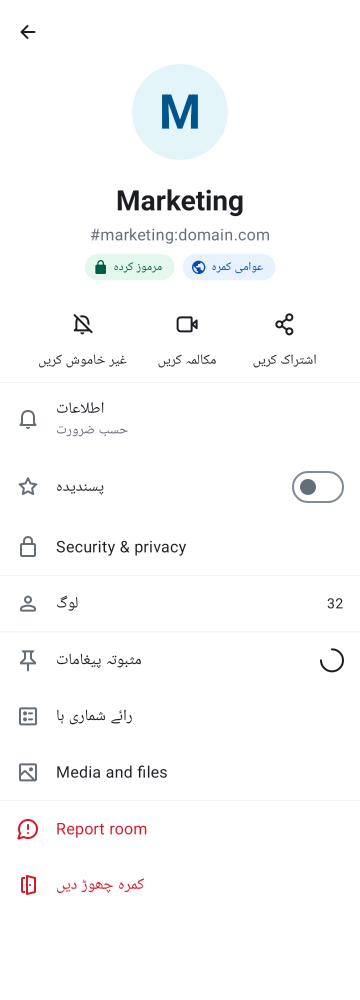 M
Marketing
#marketing:domain.com
مرموز کردہ
عوامی کمرہ
غیر خاموش کریں
مکالمہ کریں
اشتراک کریں
اطلاعات
حسب ضرورت
پسندیدہ
Security & privacy
لوگ
32
مثبوتہ پیغامات
رائے شماری ہا
Media and files
Report room
کمرہ چھوڑ دیں